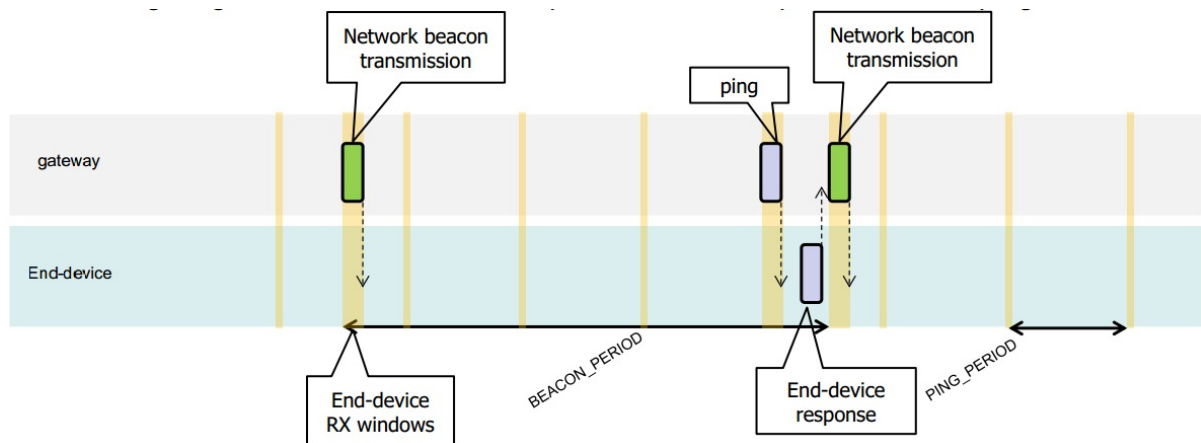 Network beacon
transmission
ping
Network beacon
transmission
gateway
End-device
BEACON_PERIOD
PING_PERIOD
End-device
RX windows
End-device
response